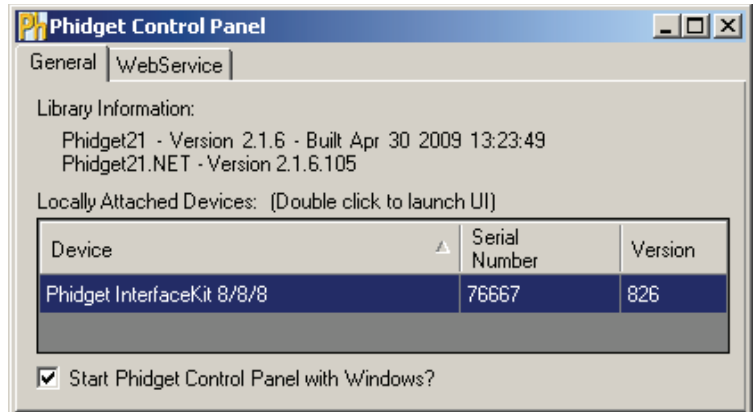 Ph Phidget Control Panel
General WebService
Library Information:
Phidget21 - Version 2.1.6 - Built Apr 30 2009 13:23:49
Phidget21.NET - Version 2.1.6.105
Locally Attached Devices: (Double click to launch UI)
Device Serial Number Version
Phidget InterfaceKit 8/8/8 76667 826
Start Phidget Control Panel with Windows?